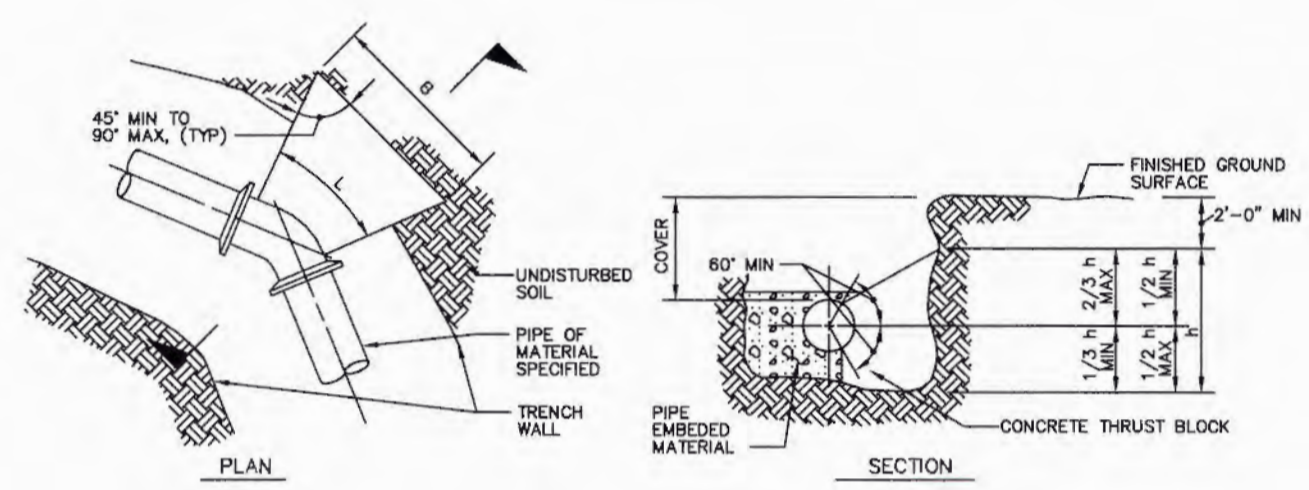 45° MIN TO
90° MAX, (TYP)
B
L
UNDISTURBED
SOIL
PIPE OF
MATERIAL
SPECIFIED
TRENCH
WALL
PLAN
FINISHED GROUND
SURFACE
2'-0" MIN
COVER
60° MIN
2/3 h
MAX
1/2 h
MIN
h
1/3 h
MIN
1/2 h
MAX
PIPE
EMBEDED
MATERIAL
CONCRETE THRUST BLOCK
SECTION